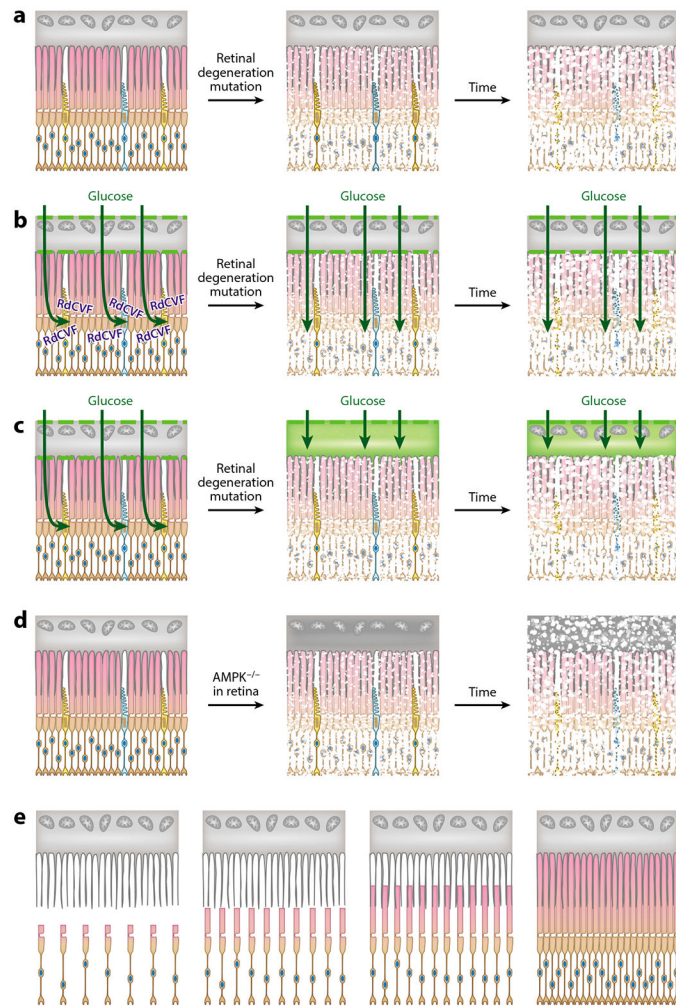 a
Retinal
degeneration
mutation
Time
b
Glucose
Glucose
Glucose
RdCVF
RdCVF
RdCVF
RdCVF
RdCVF
RdCVF
Retinal
degeneration
mutation
Time
c
Glucose
Glucose
Glucose
Retinal
degeneration
mutation
Time
d
AMPK–/–
in retina
Time
e